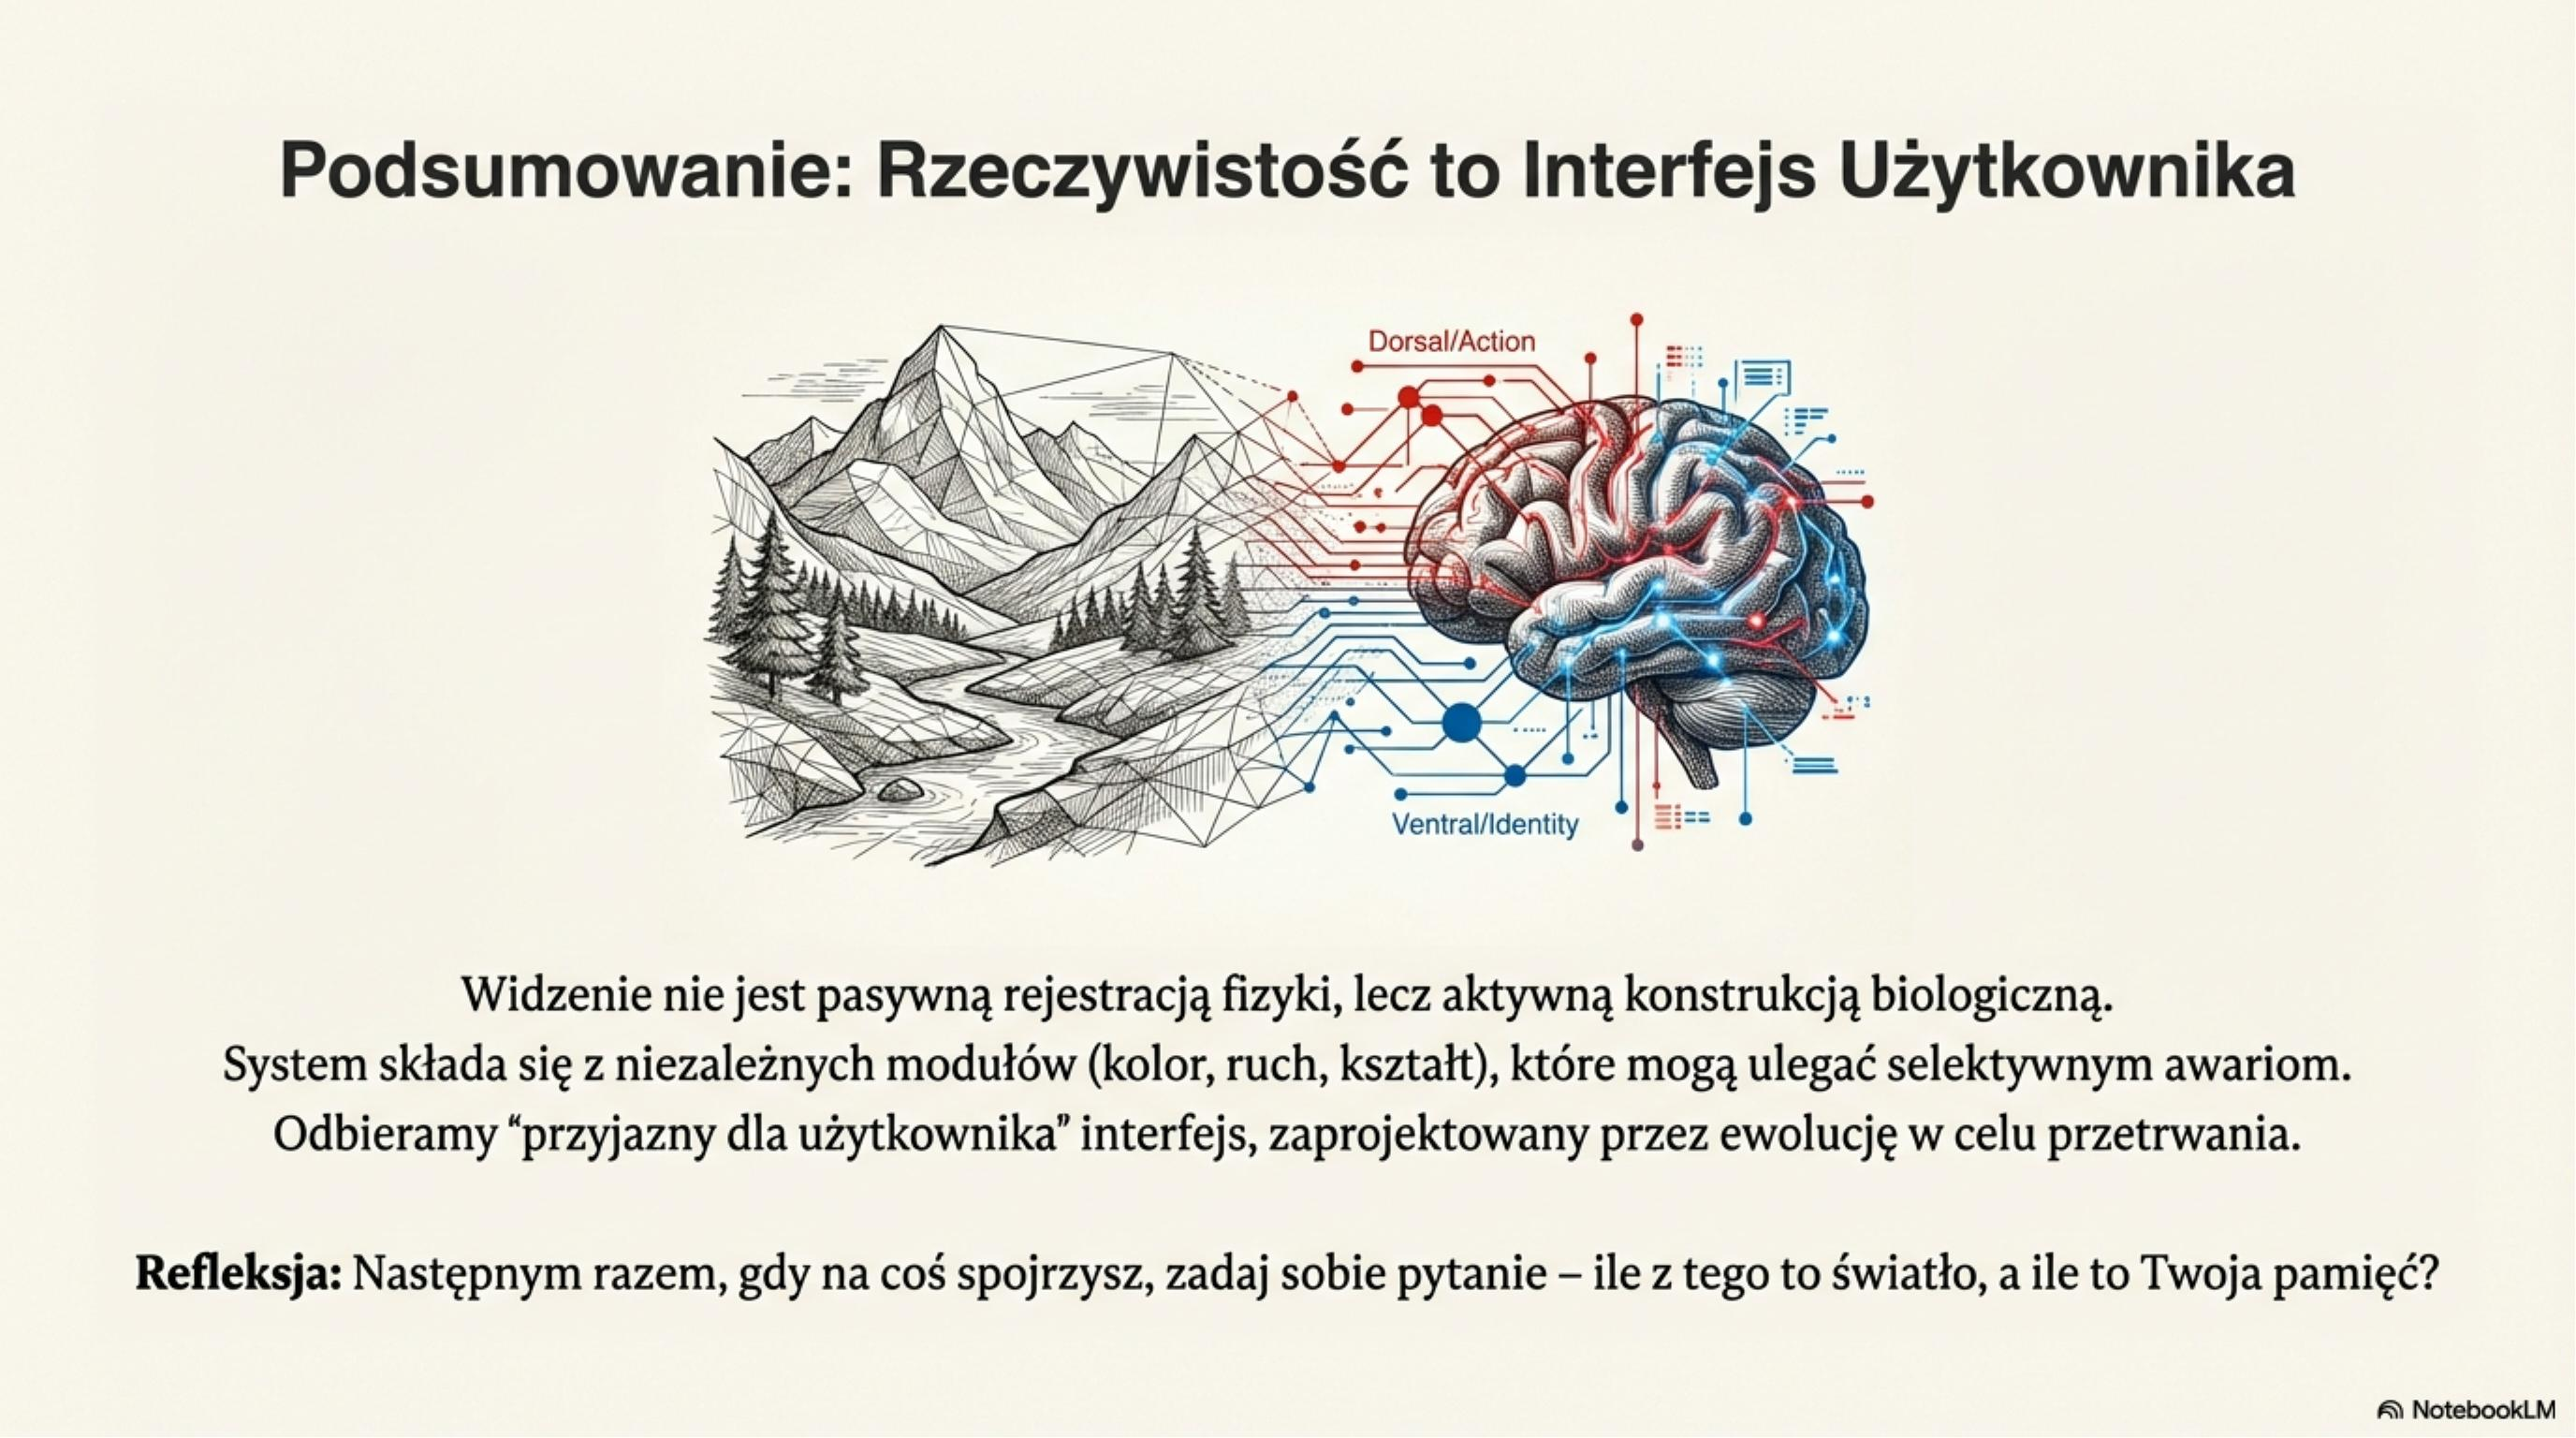 Podsumowanie: Rzeczywistość to Interfejs Użytkownika
Dorsal/Action
Ventral/Identity
Widzenie nie jest pasywną rejestracją fizyki, lecz aktywną konstrukcją biologiczną.
System składa się z niezależnych modułów (kolor, ruch, kształt), które mogą ulegać selektywnym awariom.
Odbieramy “przyjazny dla użytkownika” interfejs, zaprojektowany przez ewolucję w celu przetrwania.
Refleksja: Następnym razem, gdy na coś spojrzysz, zadaj sobie pytanie – ile z tego to światło, a ile to Twoja pamięć?
NotebookLM